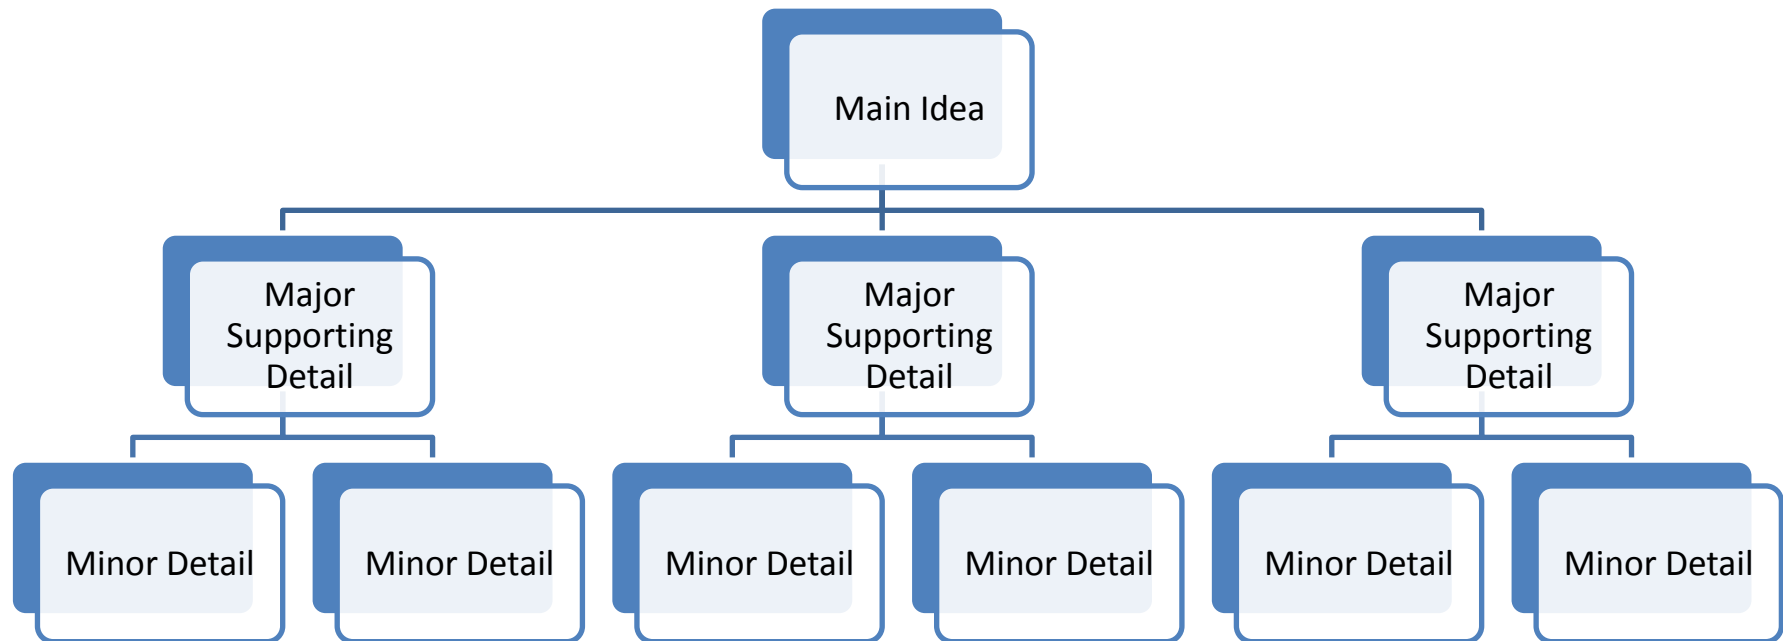 Main Idea
Major
Supporting
Detail
Major
Supporting
Detail
Major
Supporting
Detail
Minor Detail
Minor Detail
Minor Detail
Minor Detail
Minor Detail
Minor Detail